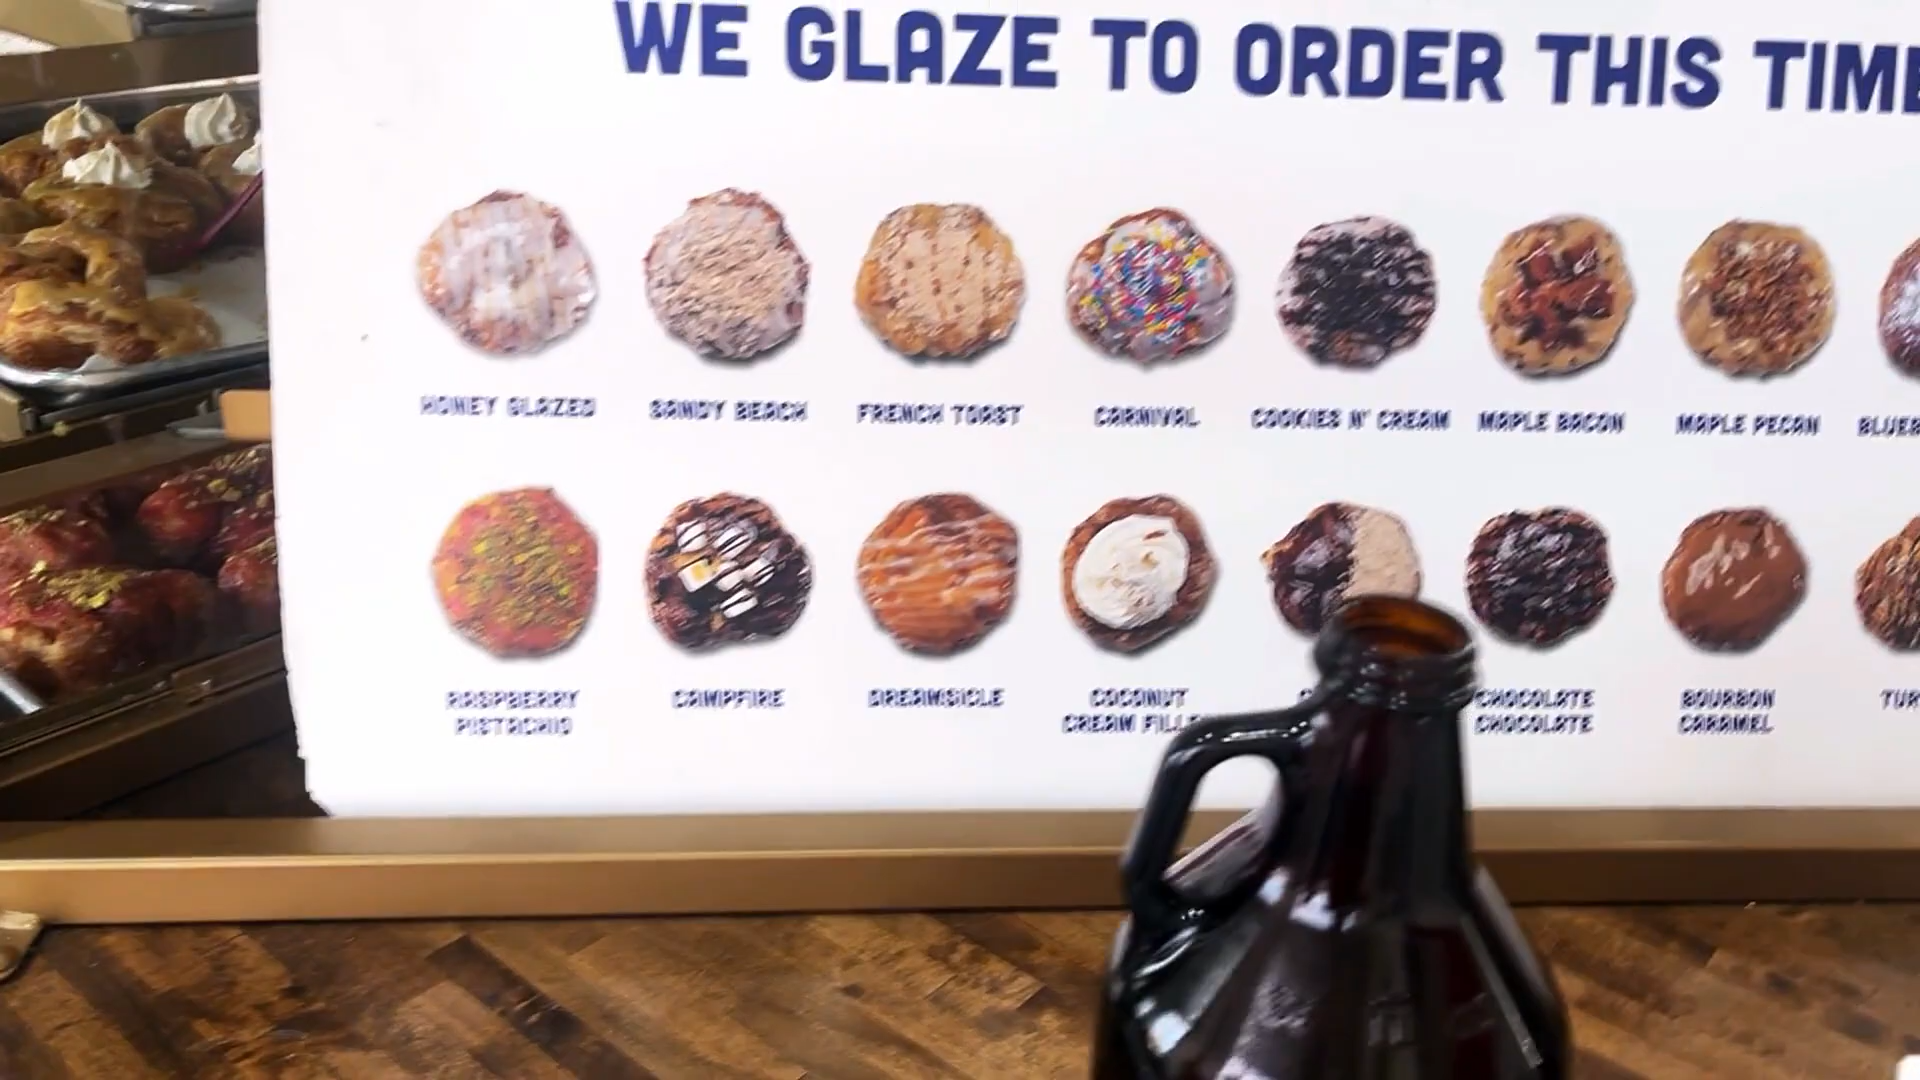 WE GLAZE TO ORDER THIS TIME
HONEY GLAZED
SANDY BEACH
FRENCH TOAST
CARNIVAL
COOKIES N' CREAM
MAPLE BACON
MAPLE PECAN
RASPBERRY
PISTACHIO
CAMPFIRE
DREAMSICLE
COCONUT
CREAM
CHOCOLATE
CHOCOLATE
BOURBON
CARAMEL